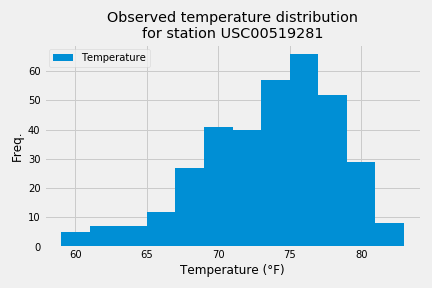 Observed temperature distribution
for station USC00519281
Temperature
Freq.
60
50
40
30
20
10
0
60 65 70 75 80
Temperature (°F)